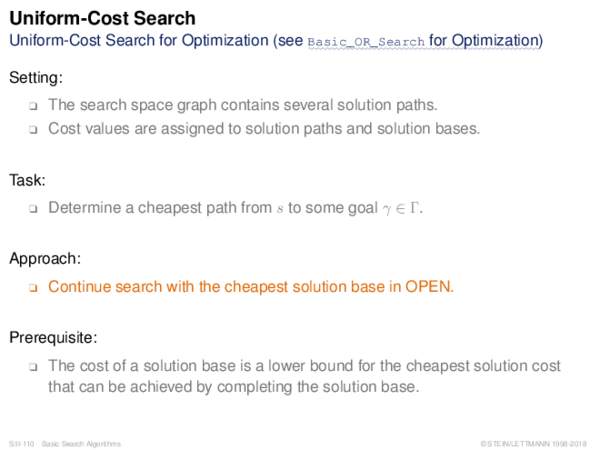 Uniform-Cost Search
Uniform-Cost Search for Optimization (see Basic_OR_Search for Optimization)
Setting:
❑ The search space graph contains several solution paths.
❑ Cost values are assigned to solution paths and solution bases.
Task:
❑ Determine a cheapest path from s to some goal γ ∈ Γ.
Approach:
❑ Continue search with the cheapest solution base in OPEN.
Prerequisite:
❑ The cost of a solution base is a lower bound for the cheapest solution cost
that can be achieved by completing the solution base.
S:II-110 Basic Search Algorithms
© STEIN/LETTMANN 1998-2018